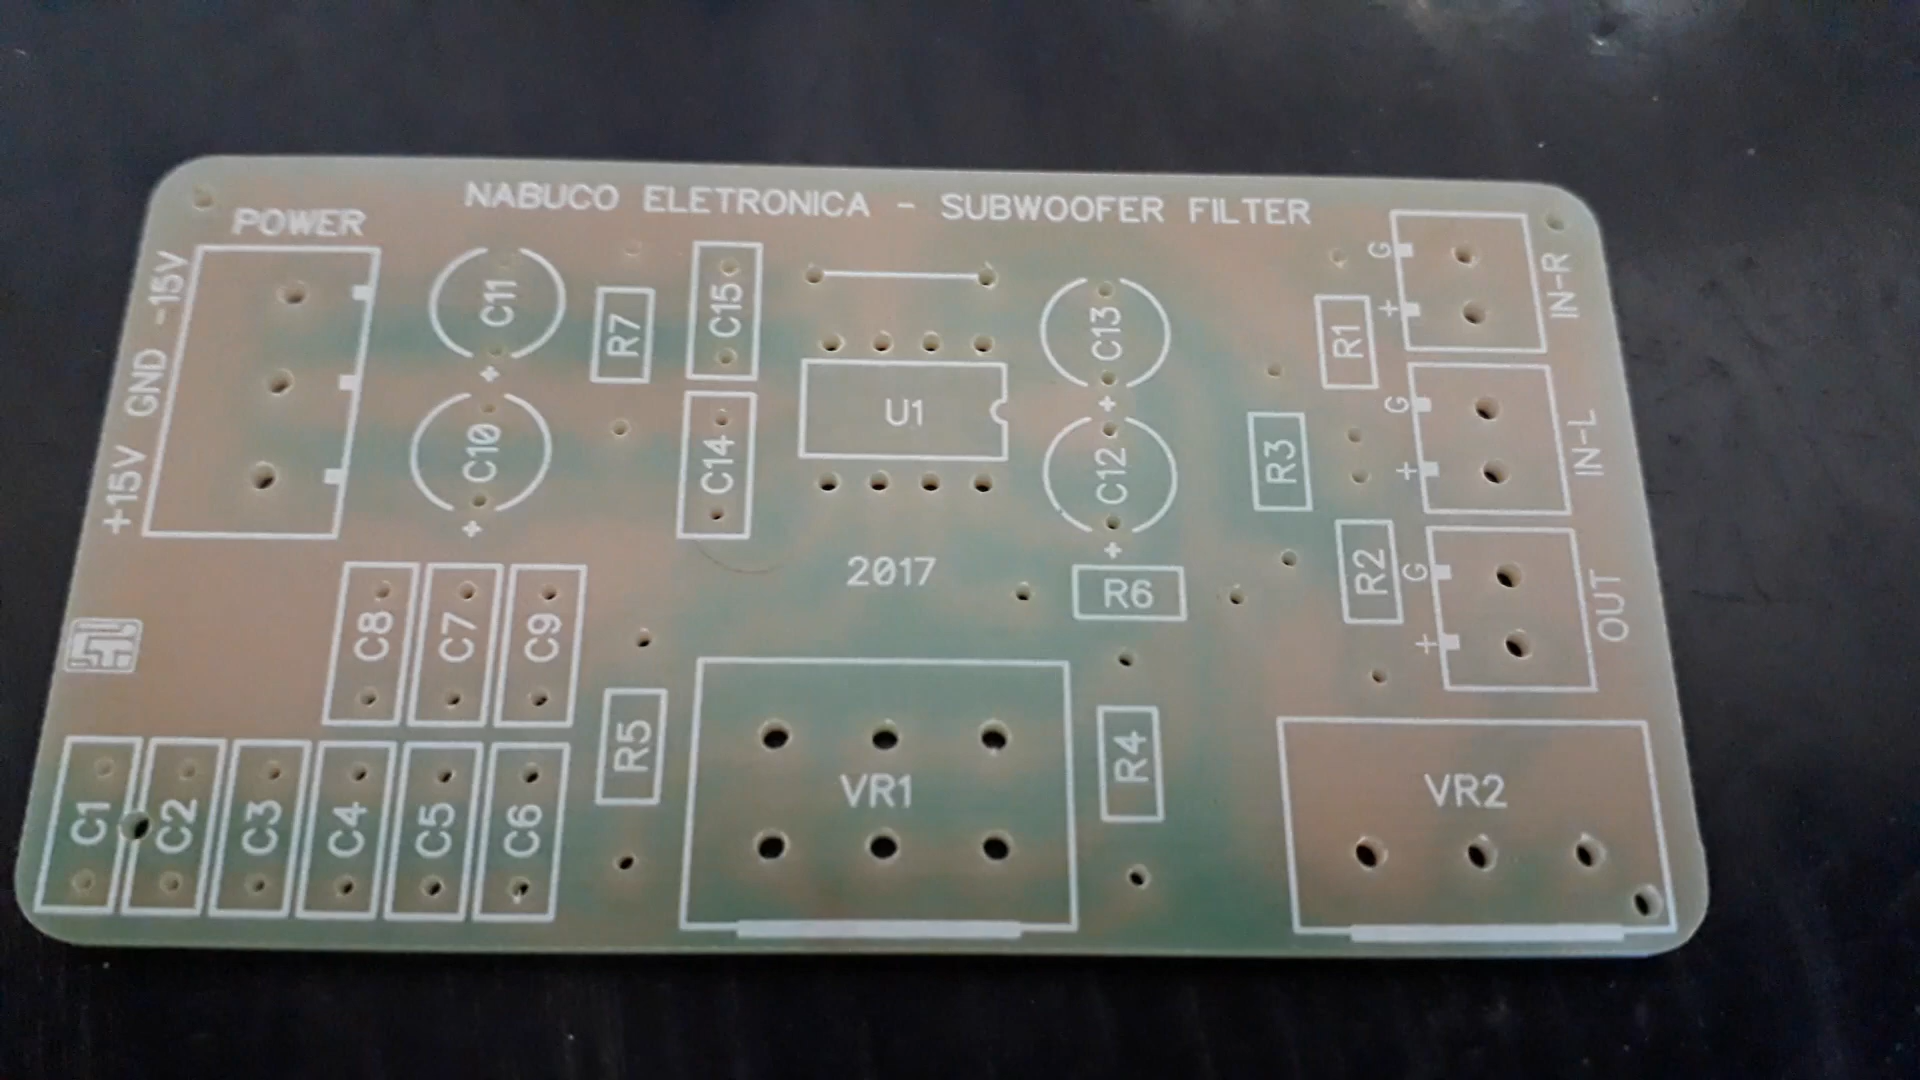 NABUCO ELETRONICA - SUBWOOFER FILTER
POWER
+15V GND -15V
C11
C10
R7
C15
C14
U1
C13
C12
R1
R3
R2
G
+
IN-R
G
+
IN-L
G
+
OUT
+
+
+
+
2017
R6
C8
C7
C9
C1
C2
C3
C4
C5
C6
R5
VR1
R4
VR2